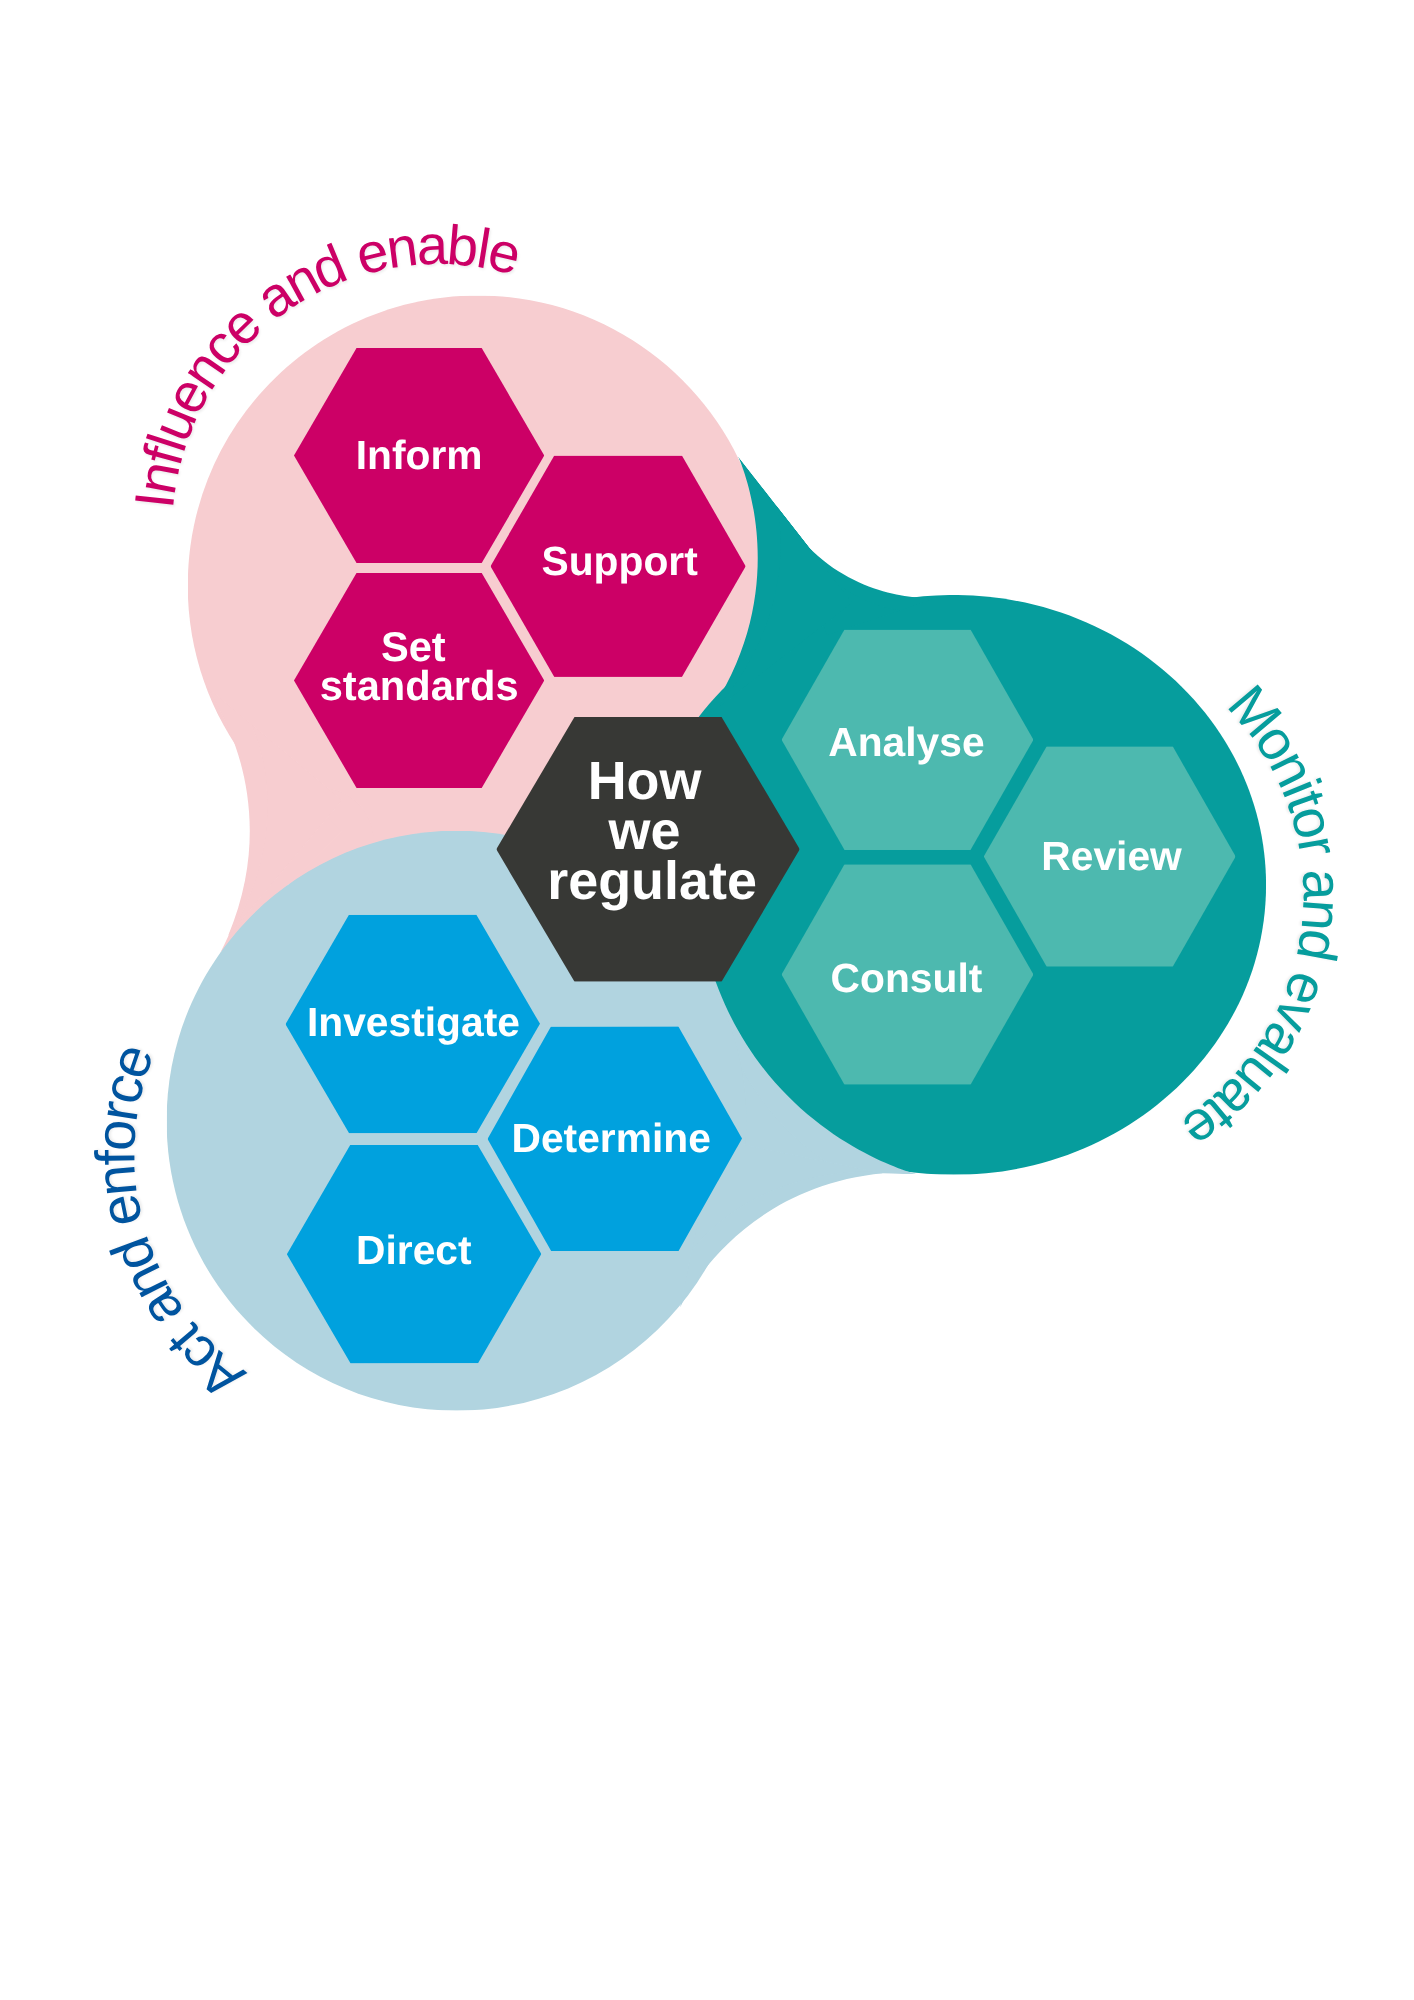 Influence and enable
Inform
Support
Set
standards
How
we
regulate
Analyse
Review
Consult
Monitor and evaluate
Investigate
Determine
Direct
Act and enforce